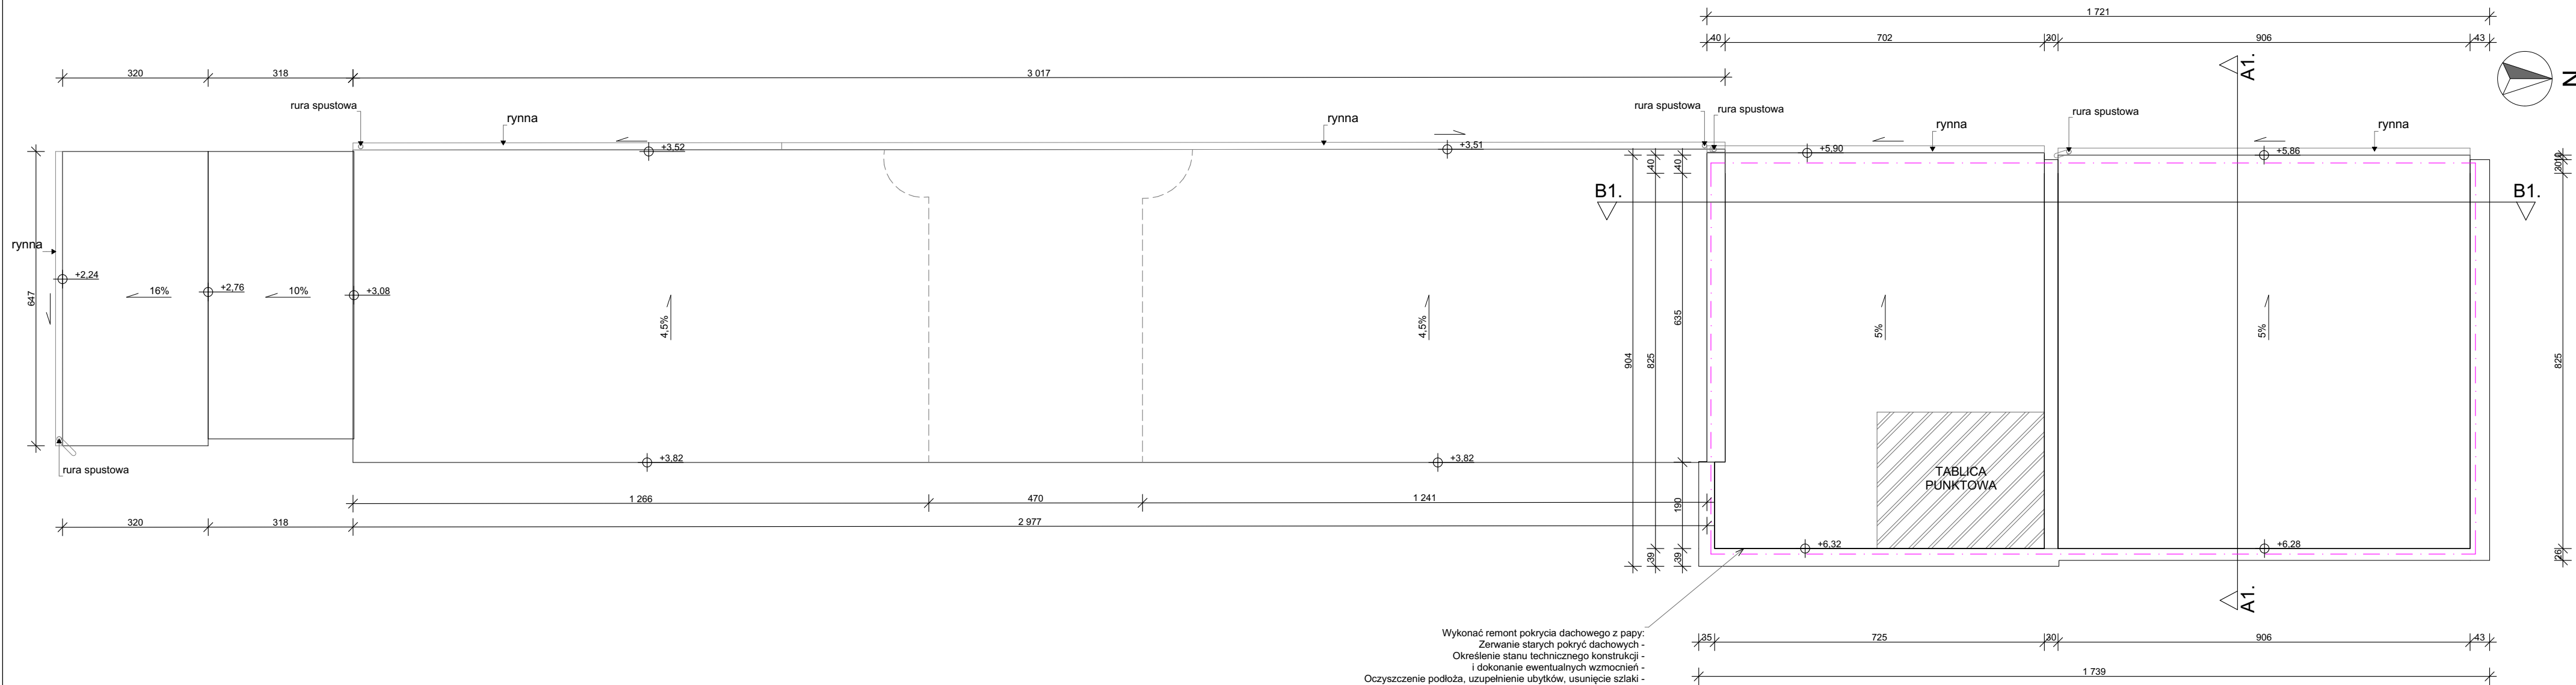 1 721
40
702
30
906
43
A1.
N
320
318
3 017
rura spustowa
rynna
rynna
rura spustowa
rura spustowa
rynna
rura spustowa
rynna
+3,52
+3,51
+5,90
+5,86
40
40
10
30
B1.
B1.
rynna
+2,24
16%
+2,76
10%
+3,08
647
4,5%
4,5%
904
825
635
5%
5%
825
rura spustowa
+3,82
+3,82
TABLICA
PUNKTOWA
1 266
470
1 241
190
320
318
2 977
39
39
+6,32
+6,28
26
A1.
Wykonać remont pokrycia dachowego z papy:
Zerwanie starych pokryć dachowych -
Określenie stanu technicznego konstrukcji -
i dokonanie ewentualnych wzmocnień -
Oczyszczenie podłoża, uzupełnienie ubytków, usunięcie szlaki -
35
725
30
906
43
1 739